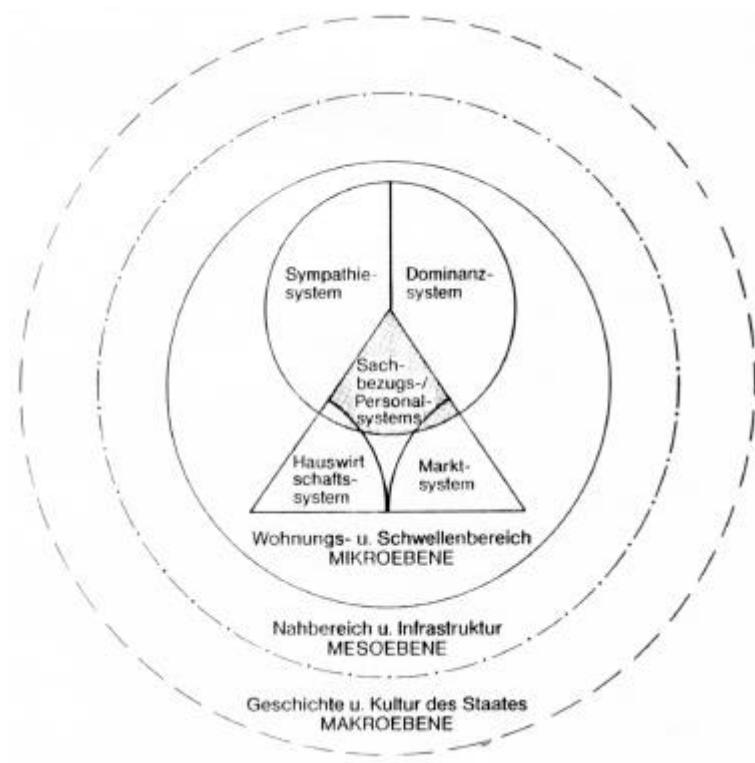 Sympathie-
system
Dominanz-
system
Sach-
bezugs-/
Personal-
systems
Hauswirt
schafts-
system
Markt-
system
Wohnungs- u. Schwellenbereich
MIKROEBENE
Nahbereich u. Infrastruktur
MESOEBENE
Geschichte u. Kultur des Staates
MAKROEBENE